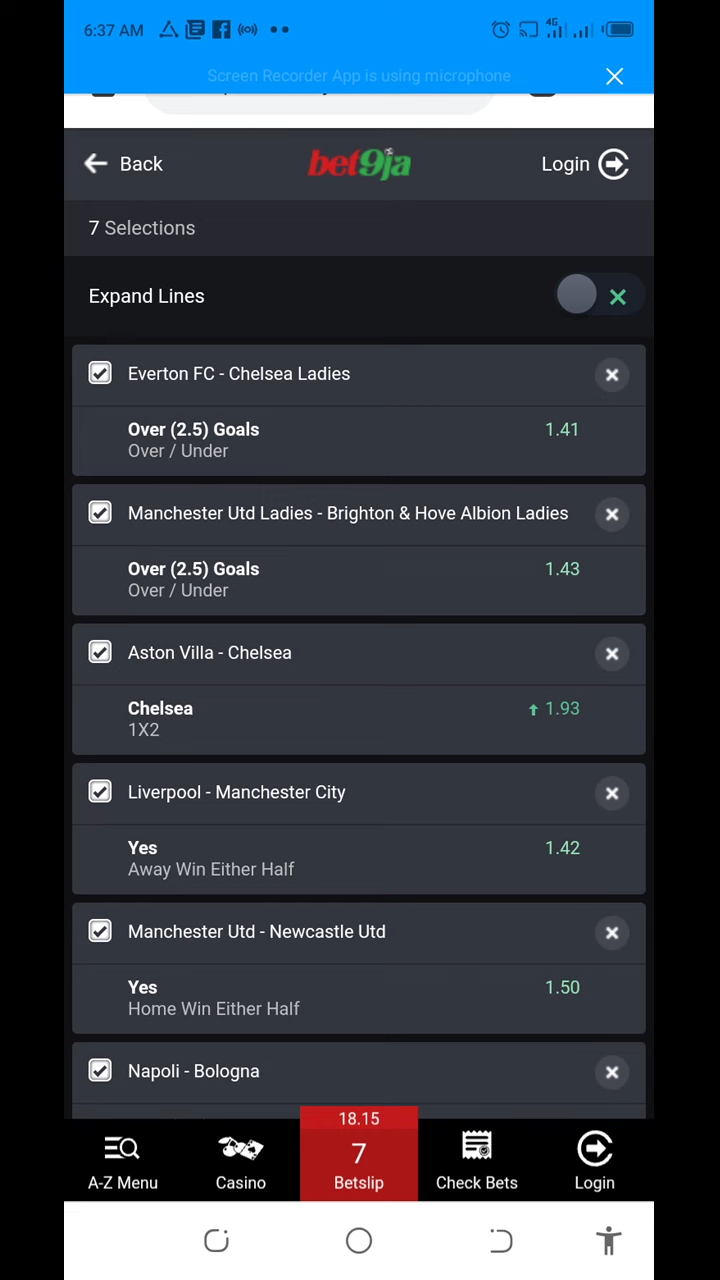 6:37 AM
4G
Screen Recorder App is using microphone
Back
bet9ja
Login
7 Selections
Expand Lines
Everton FC - Chelsea Ladies
Over (2.5) Goals
1.41
Over / Under
Manchester Utd Ladies - Brighton & Hove Albion Ladies
Over (2.5) Goals
1.43
Over / Under
Aston Villa - Chelsea
Chelsea
1.93
1X2
Liverpool - Manchester City
Yes
1.42
Away Win Either Half
Manchester Utd - Newcastle Utd
Yes
1.50
Home Win Either Half
Napoli - Bologna
18.15
7
A-Z Menu
Casino
Betslip
Check Bets
Login